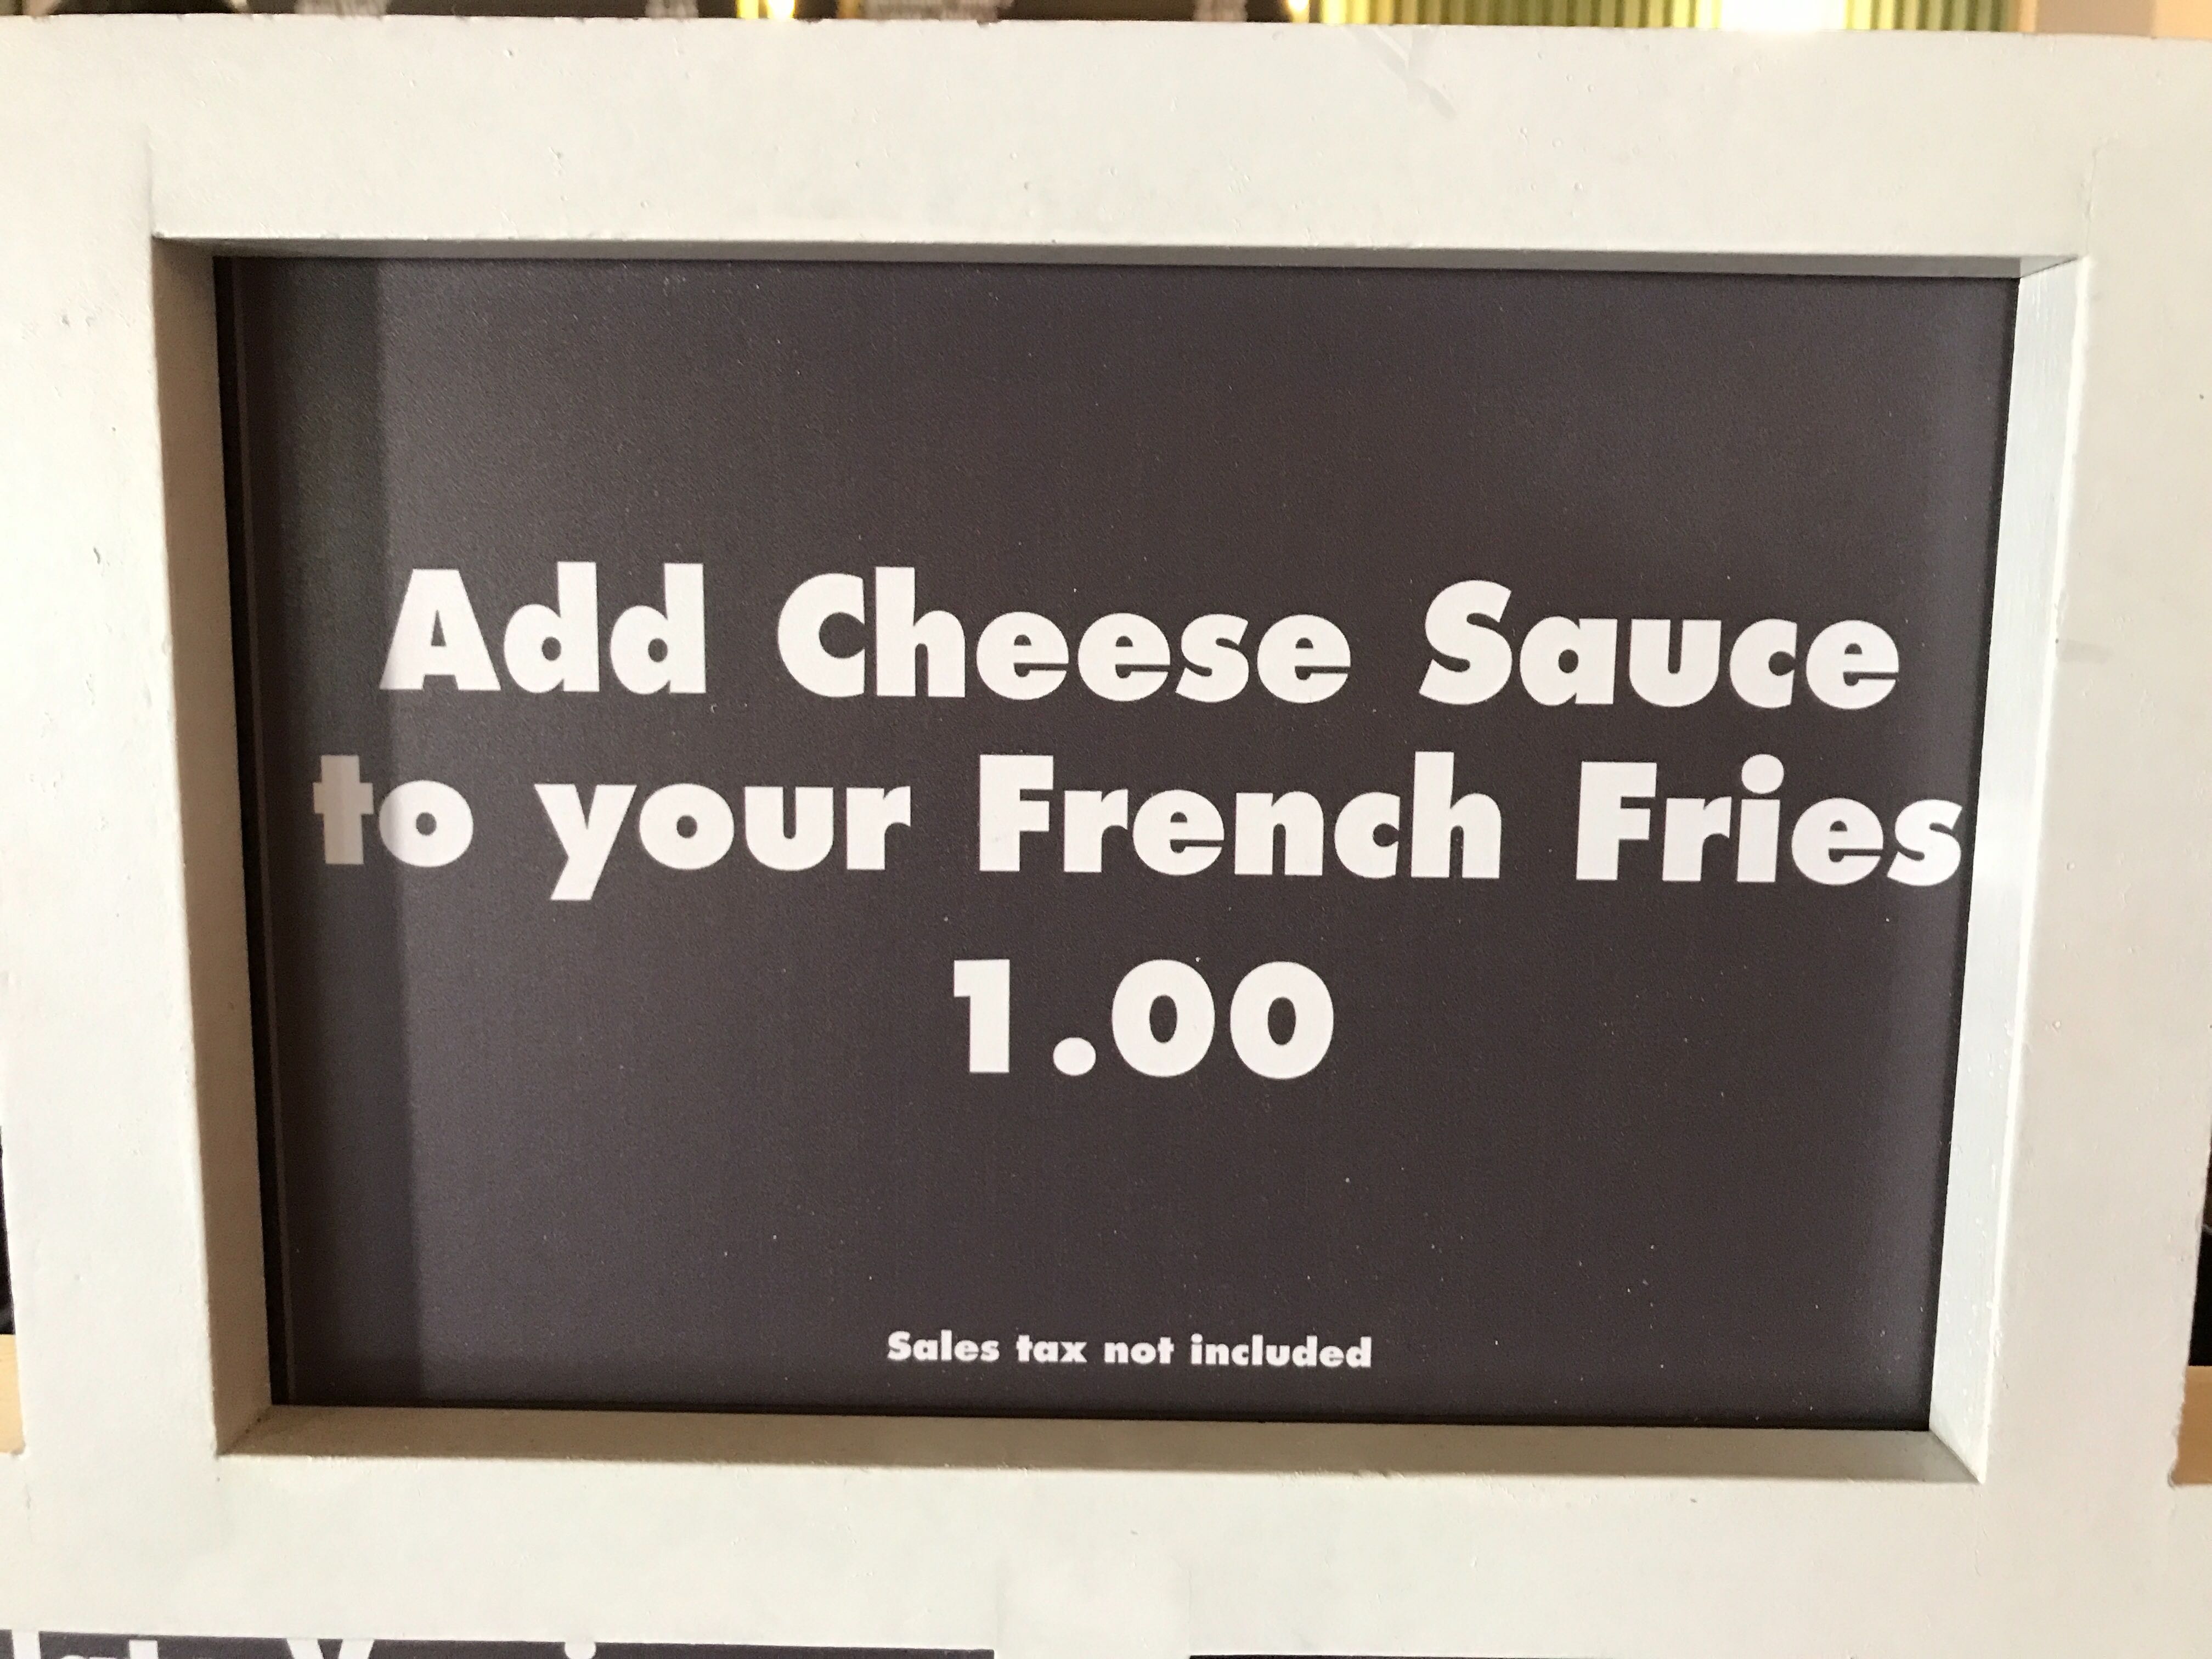 Add Cheese Sauce
to your French Fries
1.00
Sales tax not included